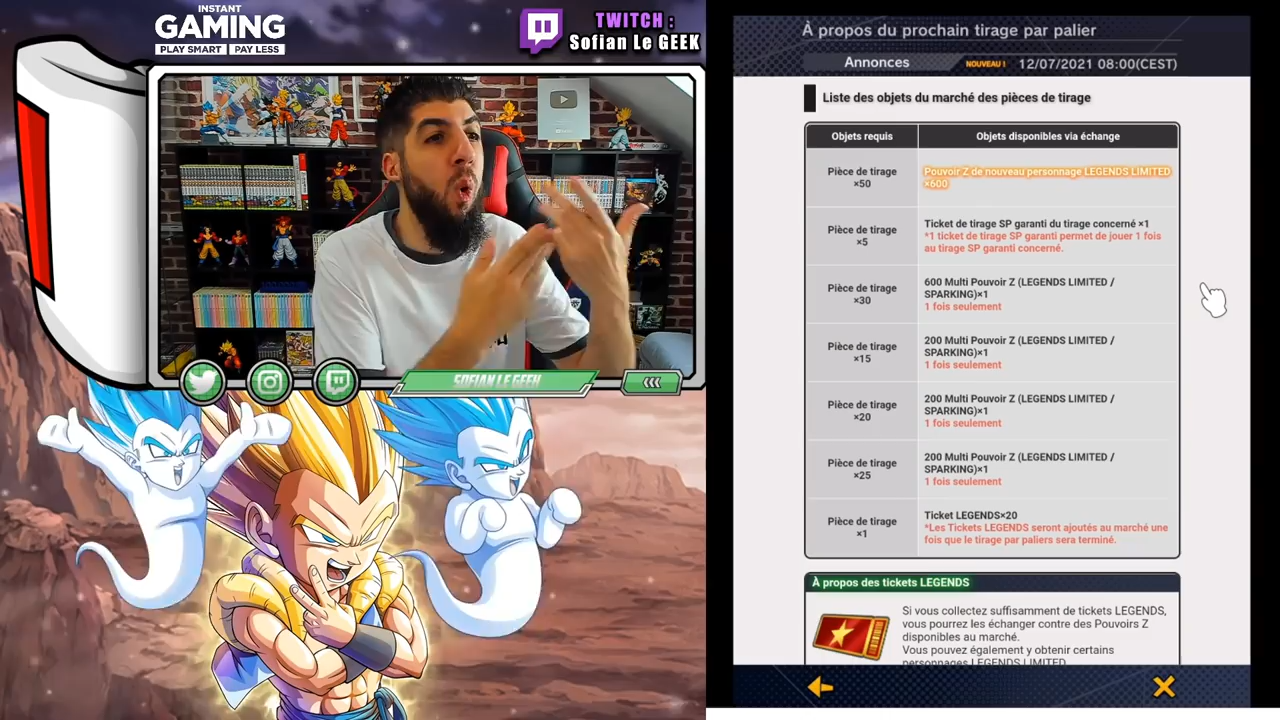 INSTANT
GAMING
PLAY SMART | PAY LESS
TWITCH :
Sofian Le GEEK
SOFIAN LE GEEK
À propos du prochain tirage par palier
Annonces NOUVEAU ! 12/07/2021 08:00(CEST)
Liste des objets du marché des pièces de tirage
Objets requis Objets disponibles via échange
Pièce de tirage
×50
Pouvoir Z de nouveau personnage LEGENDS LIMITED
×600
Pièce de tirage
×5
Ticket de tirage SP garanti du tirage concerné ×1
*1 ticket de tirage SP garanti permet de jouer 1 fois
au tirage SP garanti concerné.
Pièce de tirage
×30
600 Multi Pouvoir Z (LEGENDS LIMITED /
SPARKING)×1
1 fois seulement
Pièce de tirage
×15
200 Multi Pouvoir Z (LEGENDS LIMITED /
SPARKING)×1
1 fois seulement
Pièce de tirage
×20
200 Multi Pouvoir Z (LEGENDS LIMITED /
SPARKING)×1
1 fois seulement
Pièce de tirage
×25
200 Multi Pouvoir Z (LEGENDS LIMITED /
SPARKING)×1
1 fois seulement
Pièce de tirage
×1
Ticket LEGENDS×20
*Les Tickets LEGENDS seront ajoutés au marché une
fois que le tirage par paliers sera terminé.
À propos des tickets LEGENDS
Si vous collectez suffisamment de tickets LEGENDS,
vous pourrez les échanger contre des Pouvoirs Z
disponibles au marché.
Vous pouvez également y obtenir certains
personnages LEGENDS LIMITED